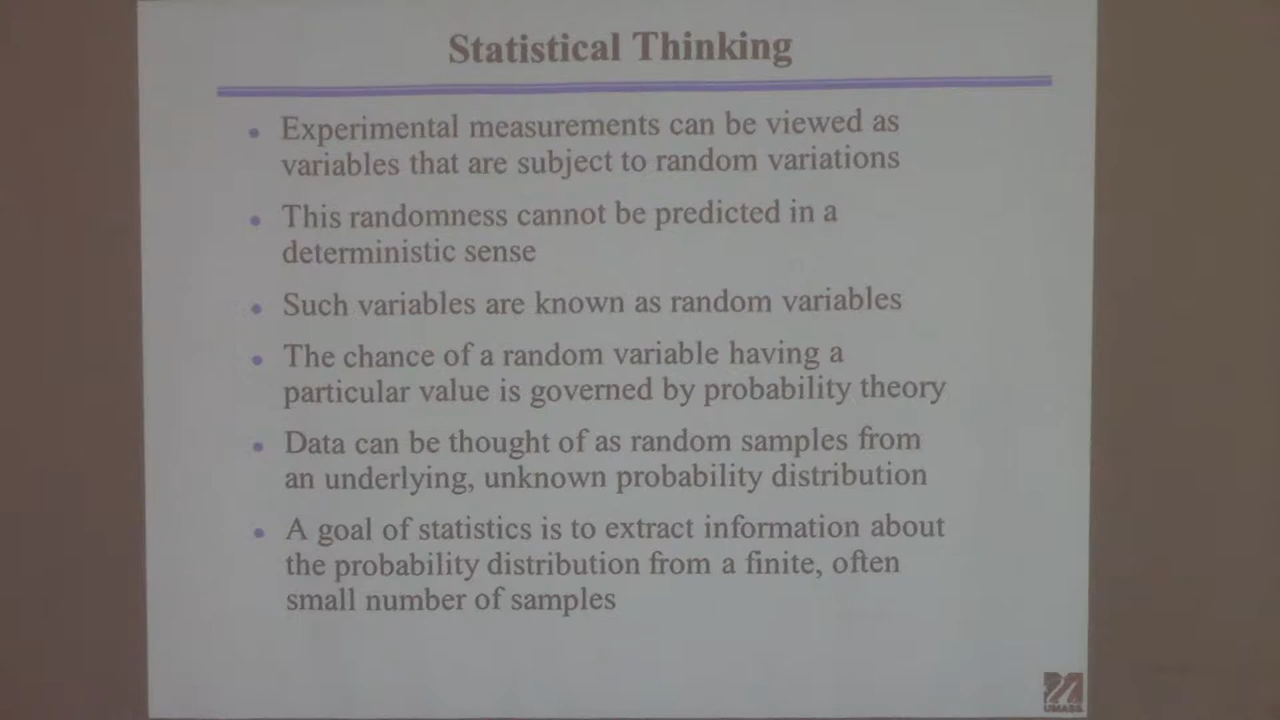 Statistical Thinking
• Experimental measurements can be viewed as
variables that are subject to random variations
• This randomness cannot be predicted in a
deterministic sense
• Such variables are known as random variables
• The chance of a random variable having a
particular value is governed by probability theory
• Data can be thought of as random samples from
an underlying, unknown probability distribution
• A goal of statistics is to extract information about
the probability distribution from a finite, often
small number of samples
UMASS